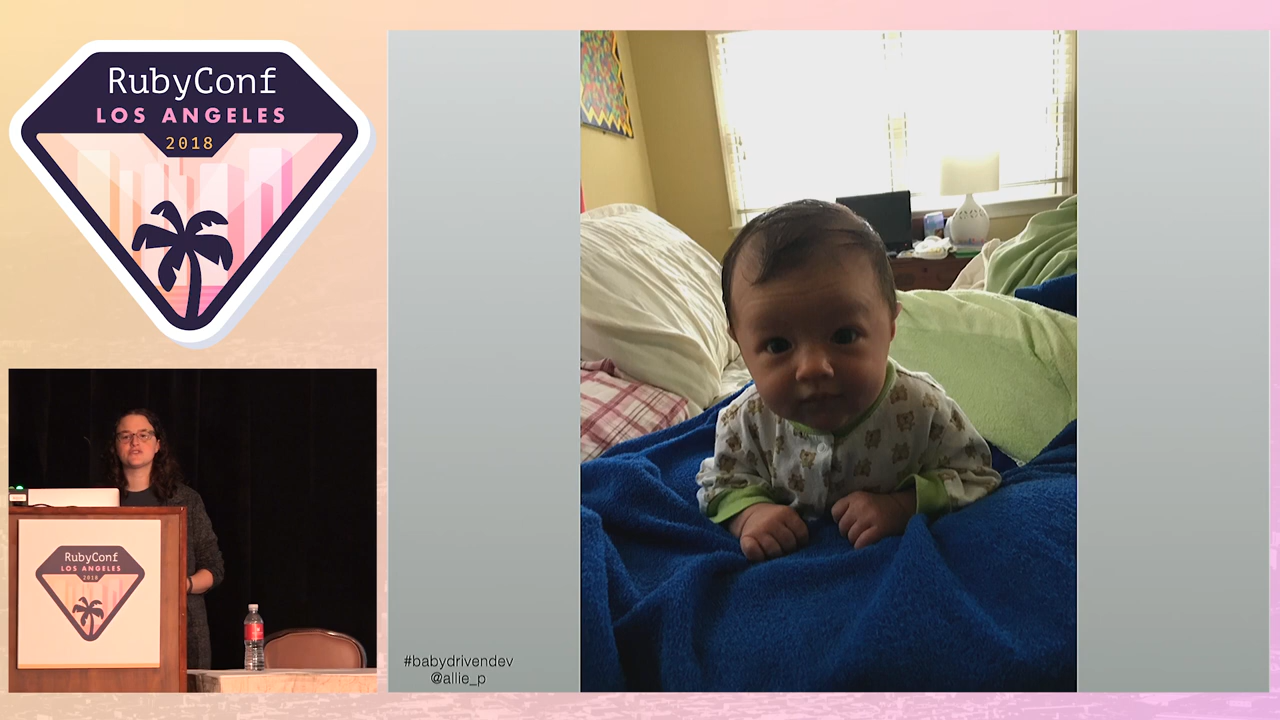 RubyConf
LOS ANGELES
2018
RubyConf
LOS ANGELES
2018
#babydrivendev
@allie_p